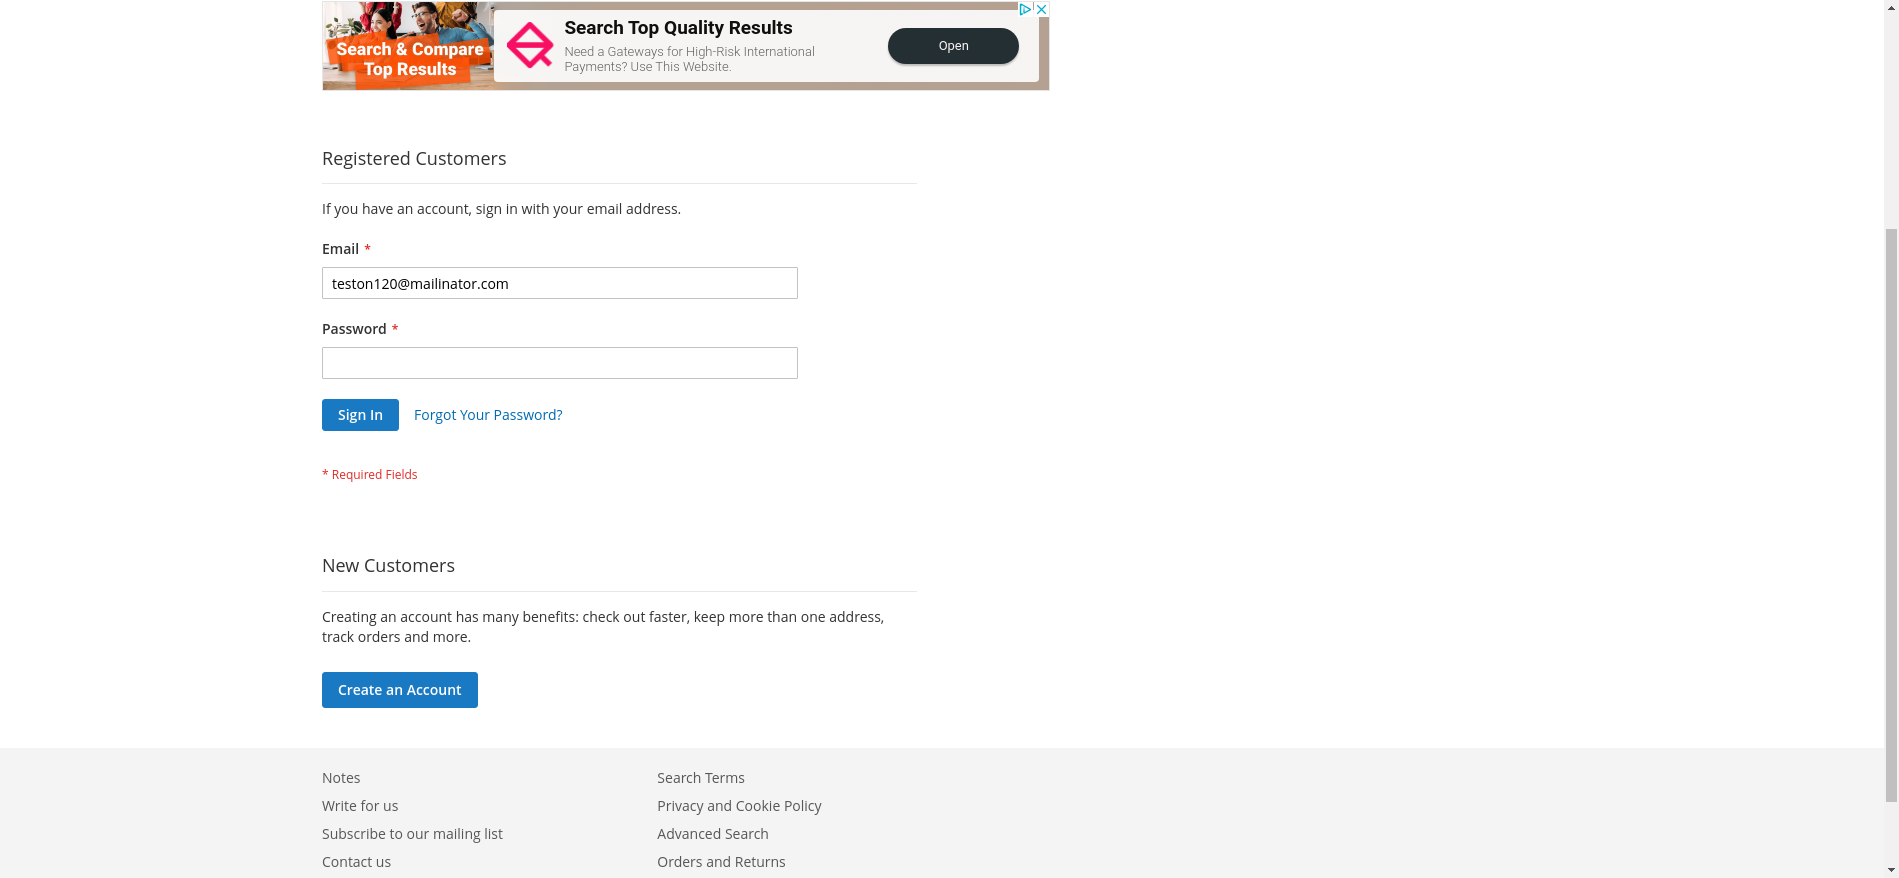 Search & Compare
Top Results
Search Top Quality Results
Need a Gateways for High-Risk International
Payments? Use This Website.
Open
Registered Customers
If you have an account, sign in with your email address.
Email *
teston120@mailinator.com
Password *
Sign In
Forgot Your Password?
* Required Fields
New Customers
Creating an account has many benefits: check out faster, keep more than one address,
track orders and more.
Create an Account
Notes
Write for us
Subscribe to our mailing list
Contact us
Search Terms
Privacy and Cookie Policy
Advanced Search
Orders and Returns